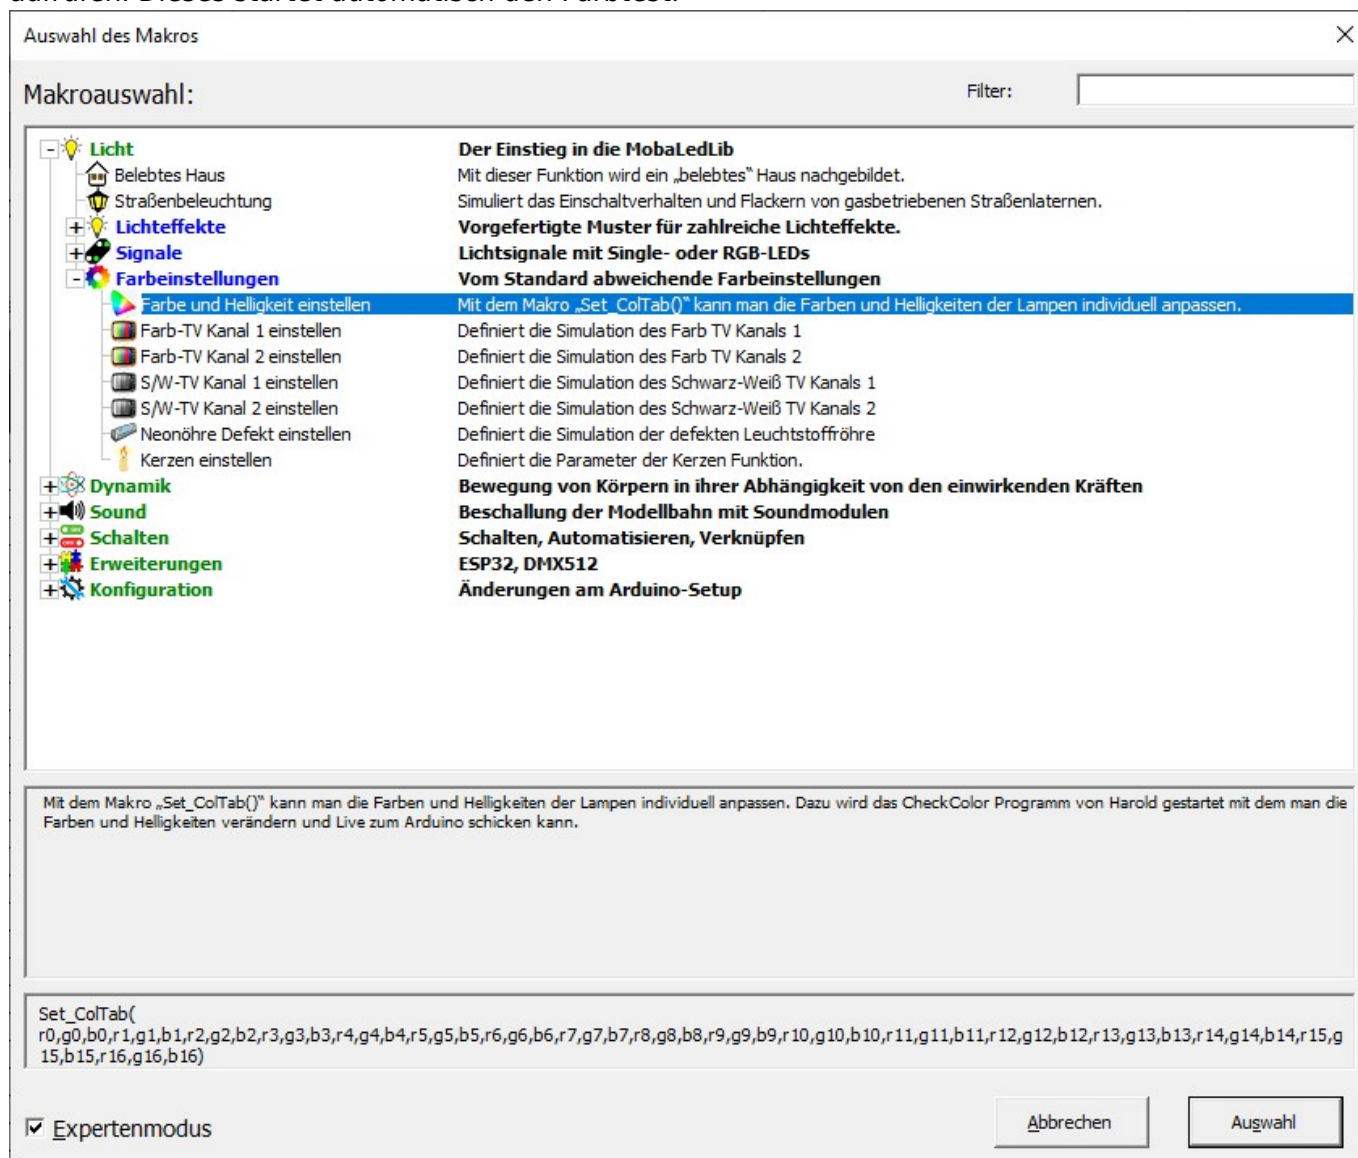 aufrufen. Dieses startet automatisch den Farbtest.
Auswahl des Makros
Makroauswahl:
Filter:
Licht Der Einstieg in die MobaLedLib
Belebtes Haus Mit dieser Funktion wird ein „belebtes“ Haus nachgebildet.
Straßenbeleuchtung Simuliert das Einschaltverhalten und Flackern von gasbetriebenen Straßenlaternen.
Lichteffekte Vorgefertigte Muster für zahlreiche Lichteffekte.
Signale Lichtsignale mit Single- oder RGB-LEDs
Farbeinstellungen Vom Standard abweichende Farbeinstellungen
Farbe und Helligkeit einstellen Mit dem Makro „Set_ColTab()“ kann man die Farben und Helligkeiten der Lampen individuell anpassen.
Farb-TV Kanal 1 einstellen Definiert die Simulation des Farb TV Kanals 1
Farb-TV Kanal 2 einstellen Definiert die Simulation des Farb TV Kanals 2
S/W-TV Kanal 1 einstellen Definiert die Simulation des Schwarz-Weiß TV Kanals 1
S/W-TV Kanal 2 einstellen Definiert die Simulation des Schwarz-Weiß TV Kanals 2
Neonöhre Defekt einstellen Definiert die Simulation der defekten Leuchtstoffröhre
Kerzen einstellen Definiert die Parameter der Kerzen Funktion.
Dynamik Bewegung von Körpern in ihrer Abhängigkeit von den einwirkenden Kräften
Sound Beschallung der Modellbahn mit Soundmodulen
Schalten Schalten, Automatisieren, Verknüpfen
Erweiterungen ESP32, DMX512
Konfiguration Änderungen am Arduino-Setup
Mit dem Makro „Set_ColTab()“ kann man die Farben und Helligkeiten der Lampen individuell anpassen. Dazu wird das CheckColor Programm von Harold gestartet mit dem man die
Farben und Helligkeiten verändern und Live zum Arduino schicken kann.
Set_ColTab(
r0,g0,b0,r1,g1,b1,r2,g2,b2,r3,g3,b3,r4,g4,b4,r5,g5,b5,r6,g6,b6,r7,g7,b7,r8,g8,b8,r9,g9,b9,r10,g10,b10,r11,g11,b11,r12,g12,b12,r13,g13,b13,r14,g14,b14,r15,g
15,b15,r16,g16,b16)
Expertenmodus
Abbrechen
Auswahl